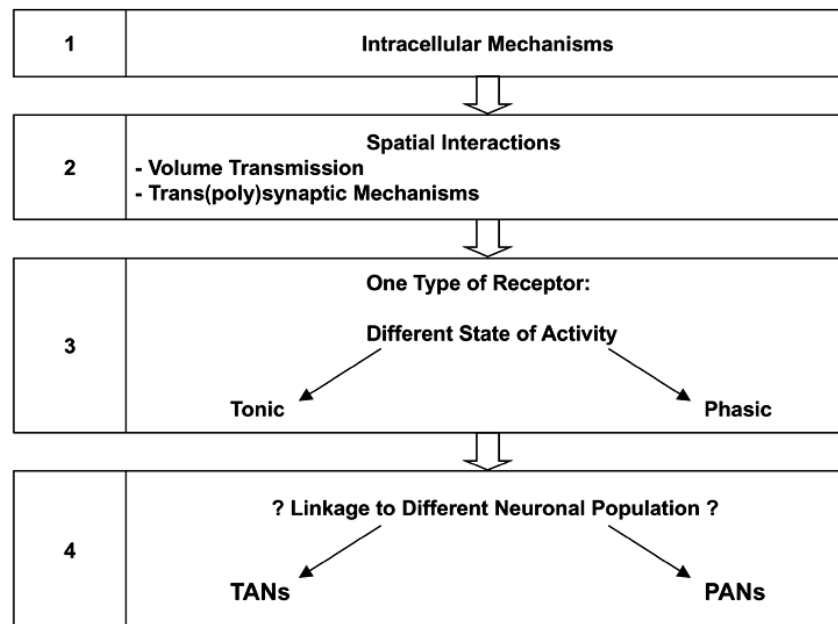 1
Intracellular Mechanisms
2
Spatial Interactions
- Volume Transmission
- Trans(poly)synaptic Mechanisms
3
One Type of Receptor:
Different State of Activity
Tonic
Phasic
4
? Linkage to Different Neuronal Population ?
TANs
PANs